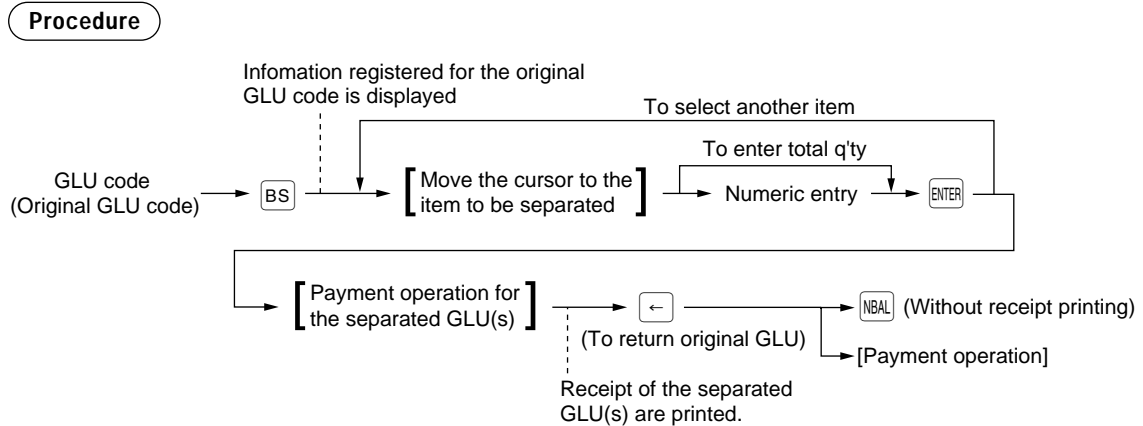 Procedure
Infomation registered for the original
GLU code is displayed
To select another item
To enter total q'ty
GLU code
(Original GLU code)
BS
Move the cursor to the
item to be separated
Numeric entry
ENTER
Payment operation for
the separated GLU(s)
←
(To return original GLU)
NBAL (Without receipt printing)
[Payment operation]
Receipt of the separated
GLU(s) are printed.